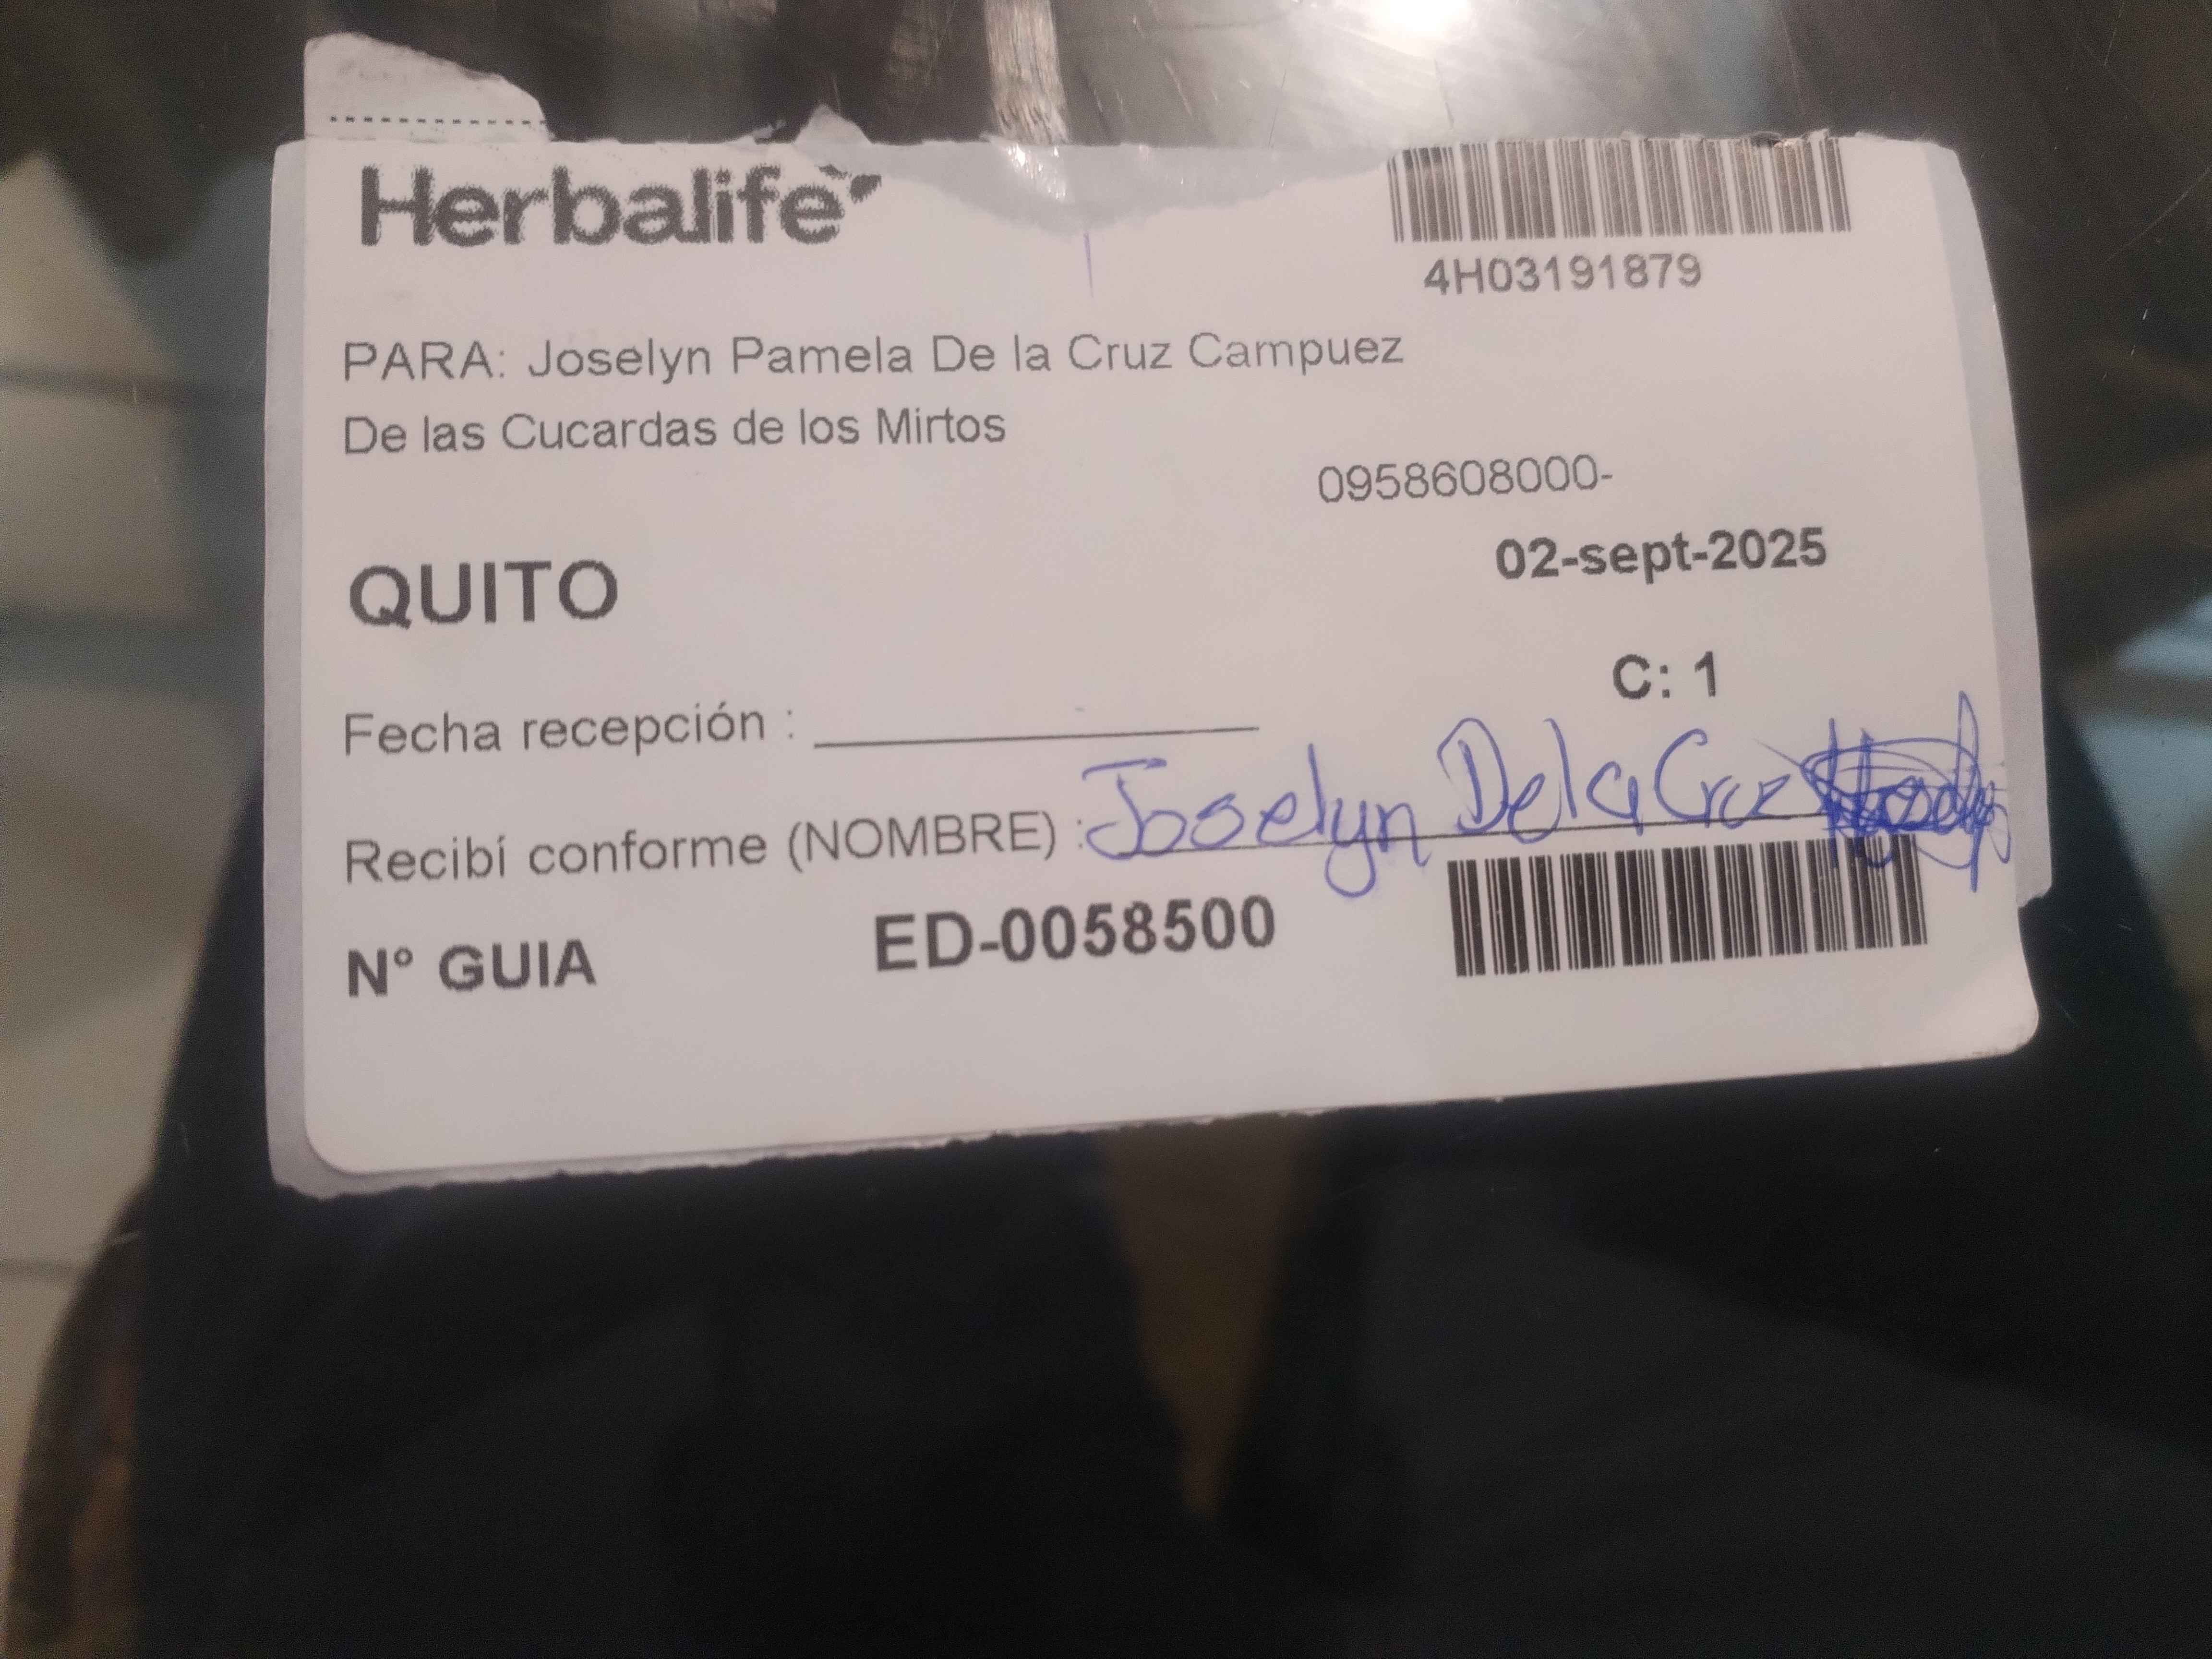 Herbalife
4H03191879
PARA: Joselyn Pamela De la Cruz Campuez
De las Cucardas de los Mirtos
0958608000-
02-sept-2025
QUITO
C: 1
Fecha recepción :
Recibí conforme (NOMBRE) : Joselyn De la Cruz
N° GUIA ED-0058500